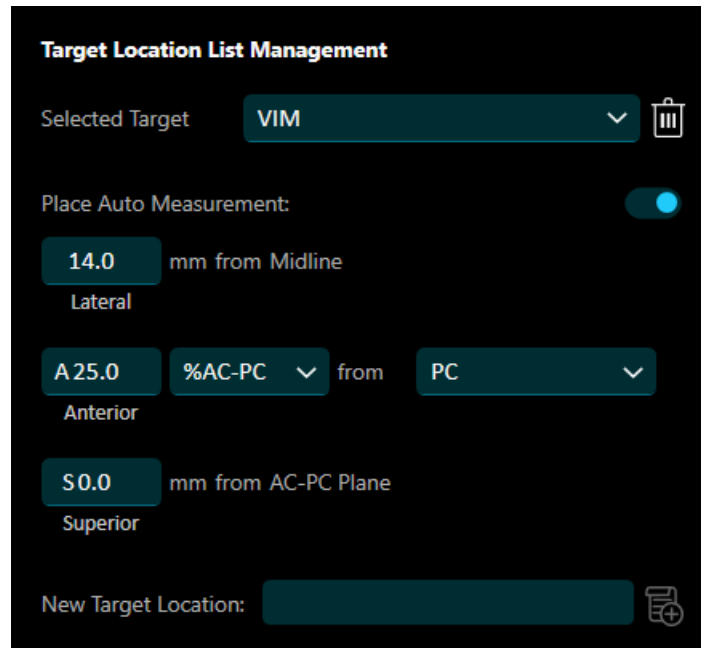 Target Location List Management
Selected Target VIM
Place Auto Measurement:
14.0 mm from Midline
Lateral
A 25.0 %AC-PC from PC
Anterior
S 0.0 mm from AC-PC Plane
Superior
New Target Location: